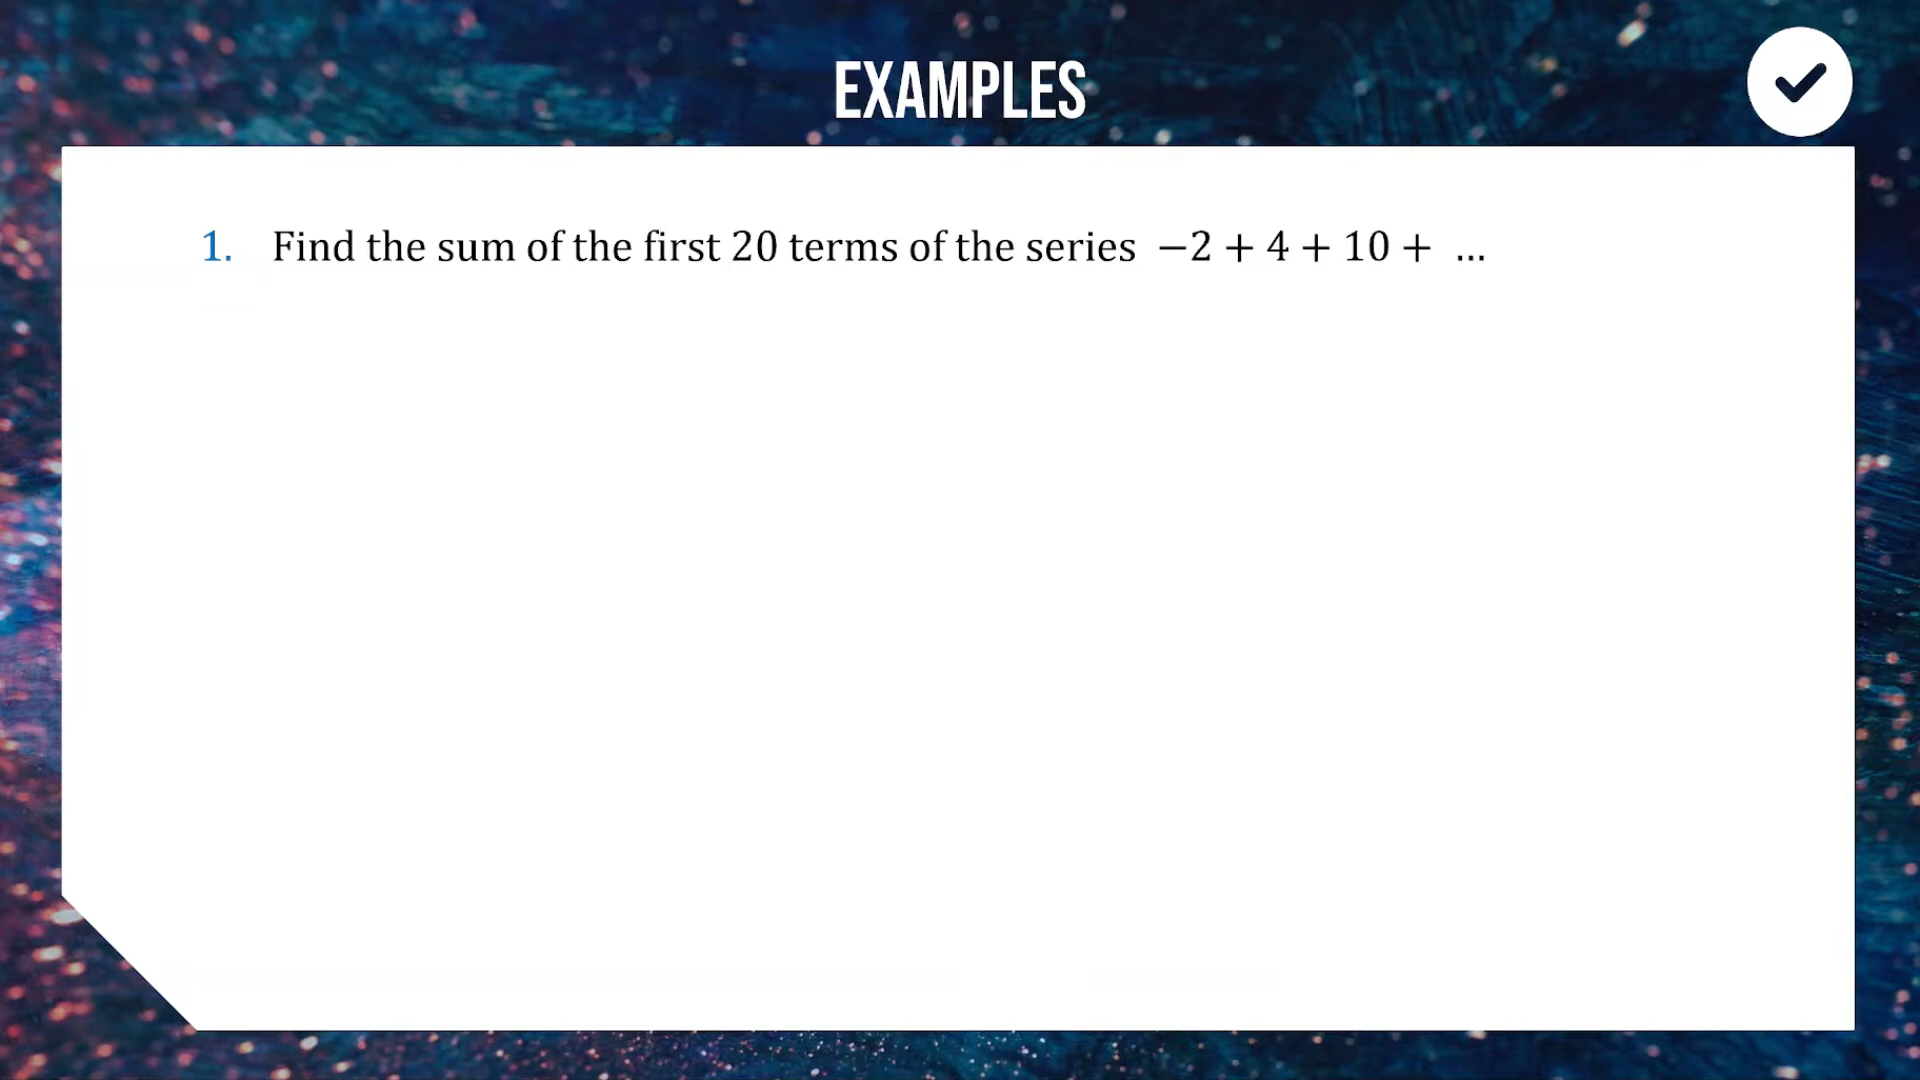 EXAMPLES
1. Find the sum of the first 20 terms of the series −2 + 4 + 10 + ...